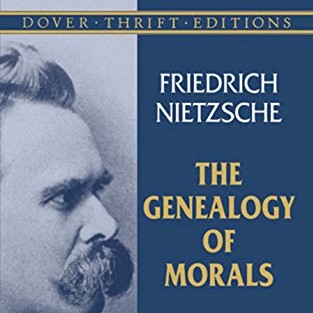 DOVER · THRIFT · EDITIONS
FRIEDRICH
NIETZSCHE
THE
GENEALOGY
OF
MORALS